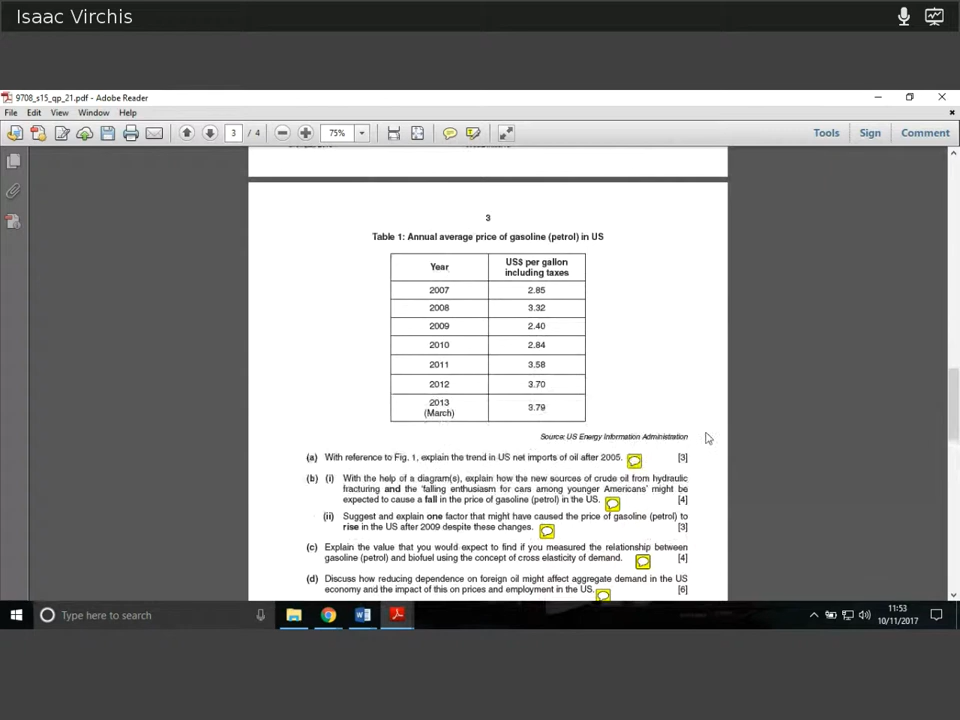 Isaac Virchis
9708_s15_qp_21.pdf - Adobe Reader
File Edit View Window Help
3 / 4 75% Tools Sign Comment
3
Table 1: Annual average price of gasoline (petrol) in US
Year US$ per gallon
including taxes
2007 2.85
2008 3.32
2009 2.40
2010 2.84
2011 3.58
2012 3.70
2013
(March) 3.79
Source: US Energy Information Administration
(a) With reference to Fig. 1, explain the trend in US net imports of oil after 2005. [3]
(b) (i) With the help of a diagram(s), explain how the new sources of crude oil from hydraulic
fracturing and the 'falling enthusiasm for cars among younger Americans' might be
expected to cause a fall in the price of gasoline (petrol) in the US. [4]
(ii) Suggest and explain one factor that might have caused the price of gasoline (petrol) to
rise in the US after 2009 despite these changes. [3]
(c) Explain the value that you would expect to find if you measured the relationship between
gasoline (petrol) and biofuel using the concept of cross elasticity of demand. [4]
(d) Discuss how reducing dependence on foreign oil might affect aggregate demand in the US
economy and the impact of this on prices and employment in the US. [6]
Type here to search
11:53
10/11/2017